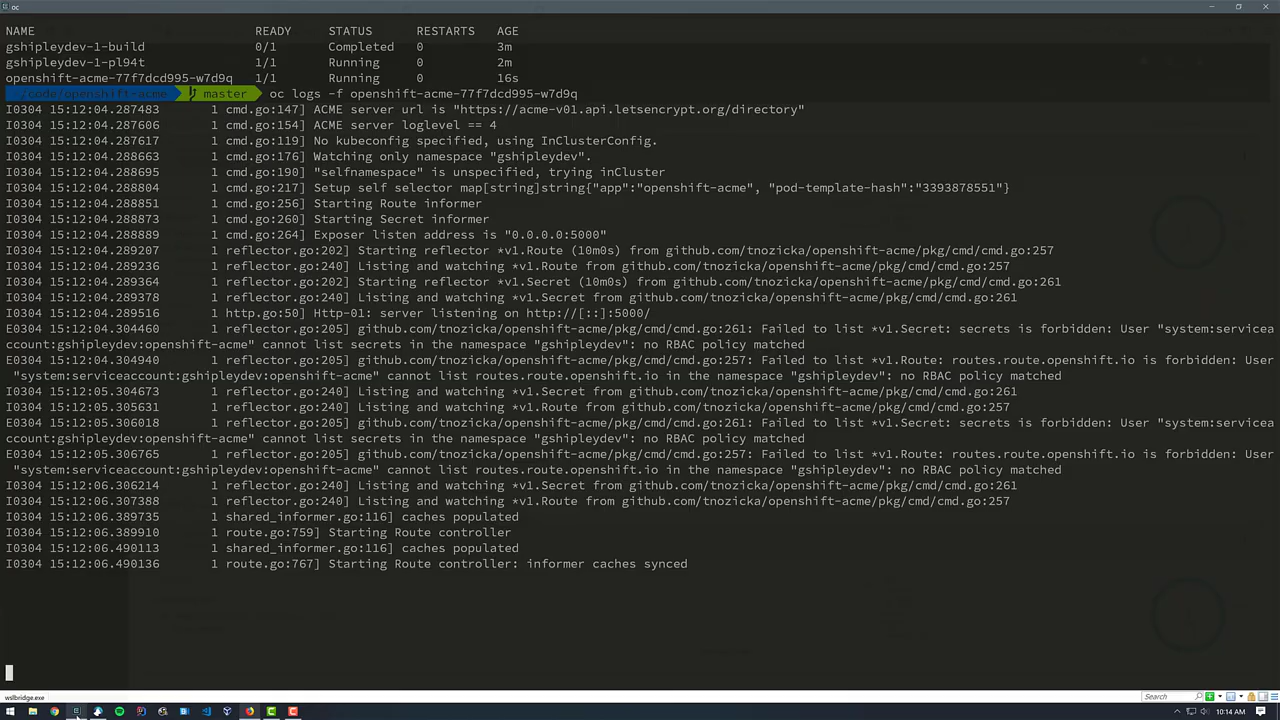 oc
NAME READY STATUS RESTARTS AGE
gshipleydev-1-build 0/1 Completed 0 3m
gshipleydev-1-pl94t 1/1 Running 0 2m
openshift-acme-77f7dcd995-w7d9q 1/1 Running 0 16s
~/code/openshift-acme master oc logs -f openshift-acme-77f7dcd995-w7d9q
I0304 15:12:04.287483 1 cmd.go:147] ACME server url is "https://acme-v01.api.letsencrypt.org/directory"
I0304 15:12:04.287606 1 cmd.go:154] ACME server loglevel == 4
I0304 15:12:04.287617 1 cmd.go:119] No kubeconfig specified, using InClusterConfig.
I0304 15:12:04.288663 1 cmd.go:176] Watching only namespace "gshipleydev".
I0304 15:12:04.288695 1 cmd.go:190] "selfnamespace" is unspecified, trying inCluster
I0304 15:12:04.288804 1 cmd.go:217] Setup self selector map[string]string{"app":"openshift-acme", "pod-template-hash":"3393878551"}
I0304 15:12:04.288851 1 cmd.go:256] Starting Route informer
I0304 15:12:04.288873 1 cmd.go:260] Starting Secret informer
I0304 15:12:04.288889 1 cmd.go:264] Exposer listen address is "0.0.0.0:5000"
I0304 15:12:04.289207 1 reflector.go:202] Starting reflector *v1.Route (10m0s) from github.com/tnozicka/openshift-acme/pkg/cmd/cmd.go:257
I0304 15:12:04.289236 1 reflector.go:240] Listing and watching *v1.Route from github.com/tnozicka/openshift-acme/pkg/cmd/cmd.go:257
I0304 15:12:04.289364 1 reflector.go:202] Starting reflector *v1.Secret (10m0s) from github.com/tnozicka/openshift-acme/pkg/cmd/cmd.go:261
I0304 15:12:04.289378 1 reflector.go:240] Listing and watching *v1.Secret from github.com/tnozicka/openshift-acme/pkg/cmd/cmd.go:261
I0304 15:12:04.289516 1 http.go:50] Http-01: server listening on http://[::]:5000/
E0304 15:12:04.304460 1 reflector.go:205] github.com/tnozicka/openshift-acme/pkg/cmd/cmd.go:261: Failed to list *v1.Secret: secrets is forbidden: User "system:servicea
ccount:gshipleydev:openshift-acme" cannot list secrets in the namespace "gshipleydev": no RBAC policy matched
E0304 15:12:04.304940 1 reflector.go:205] github.com/tnozicka/openshift-acme/pkg/cmd/cmd.go:257: Failed to list *v1.Route: routes.route.openshift.io is forbidden: User
"system:serviceaccount:gshipleydev:openshift-acme" cannot list routes.route.openshift.io in the namespace "gshipleydev": no RBAC policy matched
I0304 15:12:05.304673 1 reflector.go:240] Listing and watching *v1.Secret from github.com/tnozicka/openshift-acme/pkg/cmd/cmd.go:261
I0304 15:12:05.305631 1 reflector.go:240] Listing and watching *v1.Route from github.com/tnozicka/openshift-acme/pkg/cmd/cmd.go:257
E0304 15:12:05.306018 1 reflector.go:205] github.com/tnozicka/openshift-acme/pkg/cmd/cmd.go:261: Failed to list *v1.Secret: secrets is forbidden: User "system:servicea
ccount:gshipleydev:openshift-acme" cannot list secrets in the namespace "gshipleydev": no RBAC policy matched
E0304 15:12:05.306765 1 reflector.go:205] github.com/tnozicka/openshift-acme/pkg/cmd/cmd.go:257: Failed to list *v1.Route: routes.route.openshift.io is forbidden: User
"system:serviceaccount:gshipleydev:openshift-acme" cannot list routes.route.openshift.io in the namespace "gshipleydev": no RBAC policy matched
I0304 15:12:06.306214 1 reflector.go:240] Listing and watching *v1.Secret from github.com/tnozicka/openshift-acme/pkg/cmd/cmd.go:261
I0304 15:12:06.307388 1 reflector.go:240] Listing and watching *v1.Route from github.com/tnozicka/openshift-acme/pkg/cmd/cmd.go:257
I0304 15:12:06.389735 1 shared_informer.go:116] caches populated
I0304 15:12:06.389910 1 route.go:759] Starting Route controller
I0304 15:12:06.490113 1 shared_informer.go:116] caches populated
I0304 15:12:06.490136 1 route.go:767] Starting Route controller: informer caches synced
wslbridge.exe Search
10:14 AM